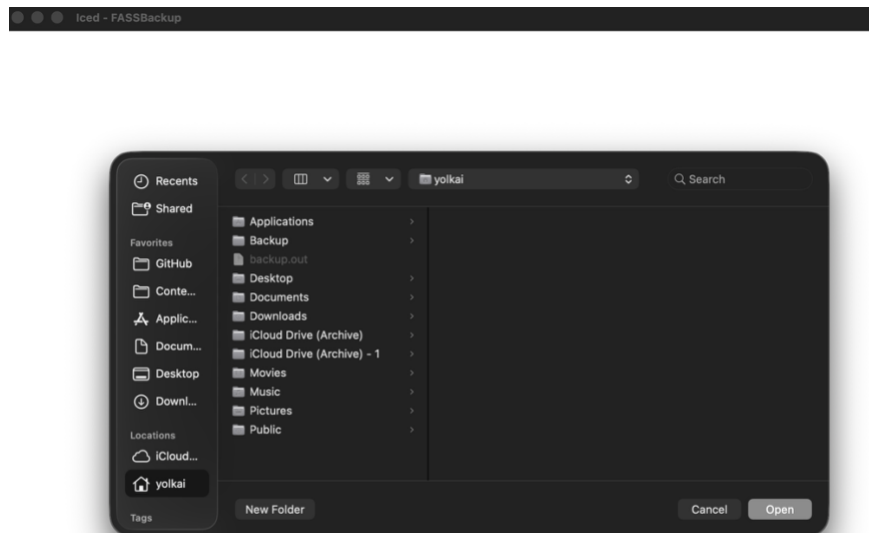 Iced - FASSBackup
Recents
Shared
Favorites
GitHub
Conte...
Applic...
Docum...
Desktop
Downl...
Locations
iCloud...
yolkai
Tags
yolkai
Search
Applications
Backup
backup.out
Desktop
Documents
Downloads
iCloud Drive (Archive)
iCloud Drive (Archive) - 1
Movies
Music
Pictures
Public
New Folder
Cancel
Open